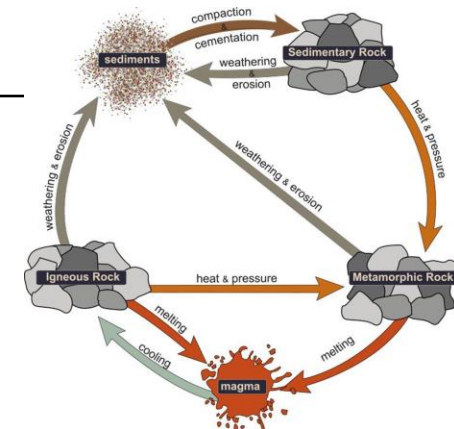 compaction
&
cementation
sediments
Sedimentary Rock
weathering
&
erosion
heat & pressure
weathering & erosion
weathering & erosion
Igneous Rock
heat & pressure
Metamorphic Rock
melting
melting
cooling
magma